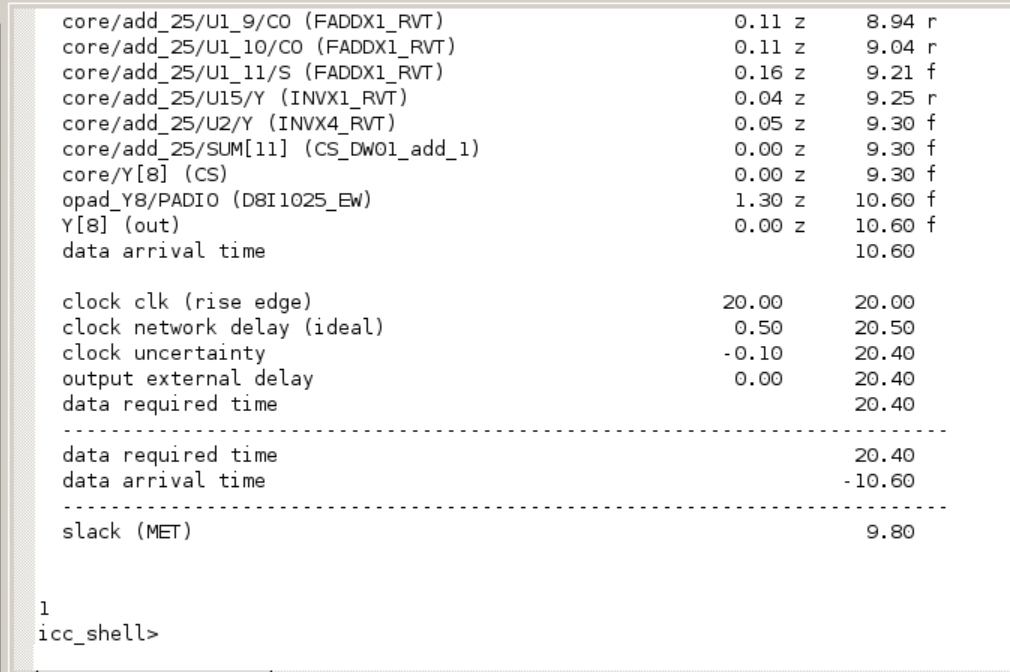 core/add_25/U1_9/CO (FADDX1_RVT) 0.11 z 8.94 r
core/add_25/U1_10/CO (FADDX1_RVT) 0.11 z 9.04 r
core/add_25/U1_11/S (FADDX1_RVT) 0.16 z 9.21 f
core/add_25/U15/Y (INVX1_RVT) 0.04 z 9.25 r
core/add_25/U2/Y (INVX4_RVT) 0.05 z 9.30 f
core/add_25/SUM[11] (CS_DW01_add_1) 0.00 z 9.30 f
core/Y[8] (CS) 0.00 z 9.30 f
opad_Y8/PADIO (D8I1025_EW) 1.30 z 10.60 f
Y[8] (out) 0.00 z 10.60 f
data arrival time 10.60
clock clk (rise edge) 20.00 20.00
clock network delay (ideal) 0.50 20.50
clock uncertainty -0.10 20.40
output external delay 0.00 20.40
data required time 20.40
--------------------------------------------------------------------------
data required time 20.40
data arrival time -10.60
--------------------------------------------------------------------------
slack (MET) 9.80
1
icc_shell>